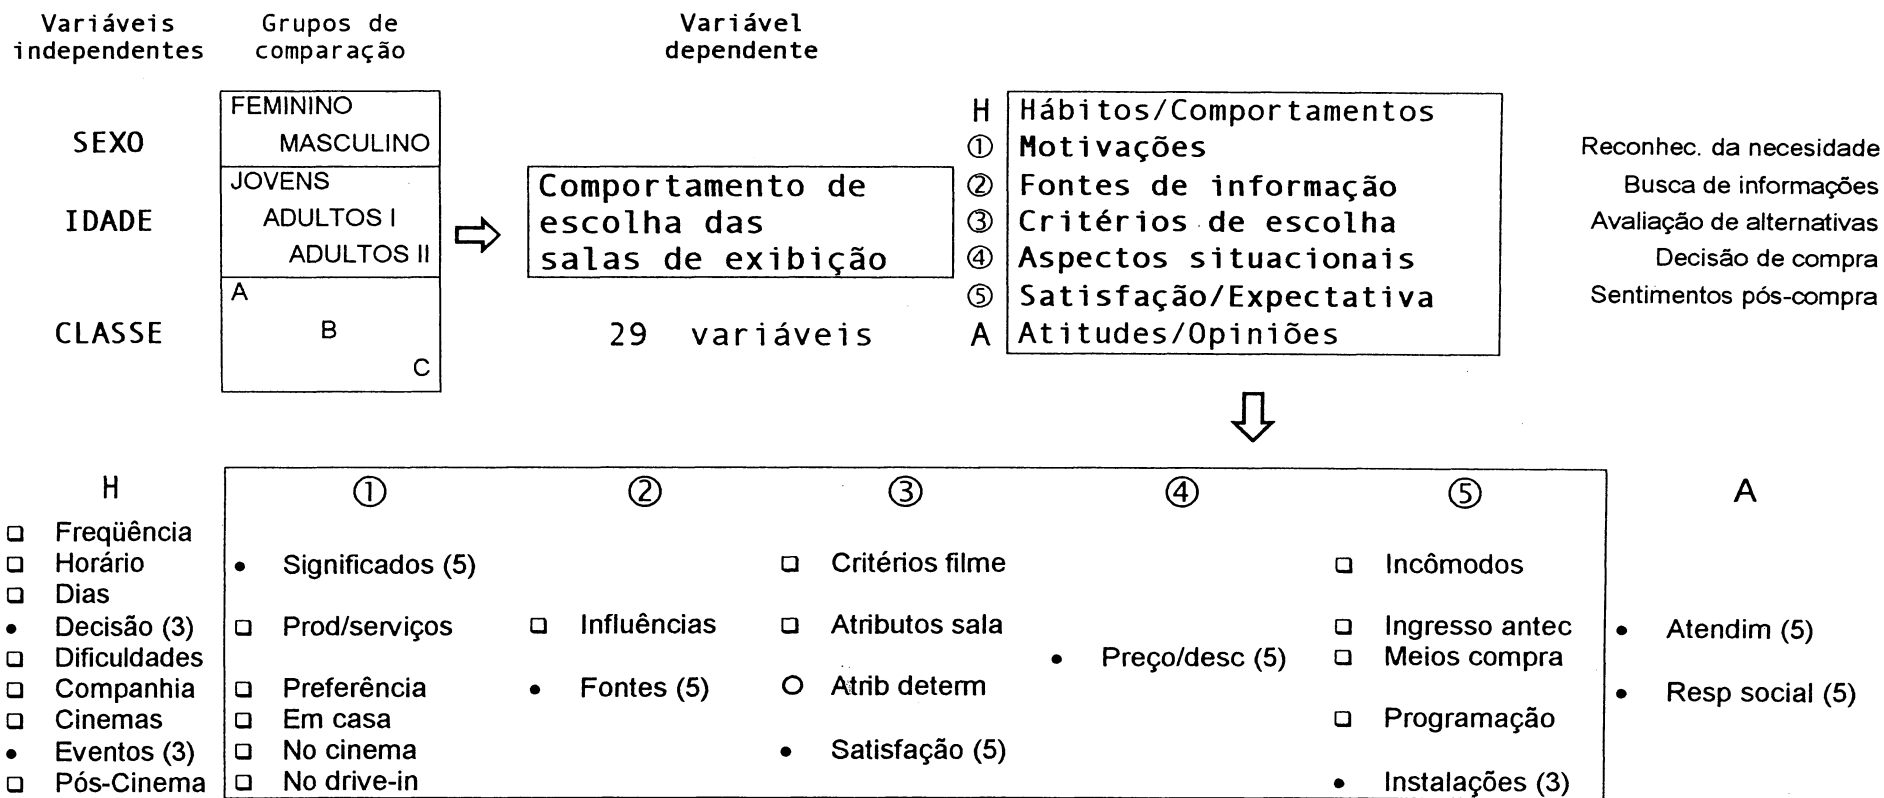 Variáveis Grupos de Variável
independentes comparação dependente
FEMININO H Hábitos/Comportamentos
SEXO MASCULINO ① Motivações Reconhec. da necesidade
JOVENS Comportamento de ② Fontes de informação Busca de informações
IDADE ADULTOS I escolha das ③ Critérios de escolha Avaliação de alternativas
ADULTOS II salas de exibição ④ Aspectos situacionais Decisão de compra
A ⑤ Satisfação/Expectativa Sentimentos pós-compra
CLASSE B 29 variáveis A Atitudes/Opiniões
C
H ① ② ③ ④ ⑤ A
❑ Freqüência
❑ Horário • Significados (5) ❑ Critérios filme ❑ Incômodos
❑ Dias
• Decisão (3) ❑ Prod/serviços ❑ Influências ❑ Atributos sala ❑ Ingresso antec • Atendim (5)
❑ Dificuldades • Preço/desc (5) ❑ Meios compra
❑ Companhia ❑ Preferência • Fontes (5) O Atrib determ • Resp social (5)
❑ Cinemas ❑ Em casa ❑ Programação
• Eventos (3) ❑ No cinema • Satisfação (5)
❑ Pós-Cinema ❑ No drive-in • Instalações (3)